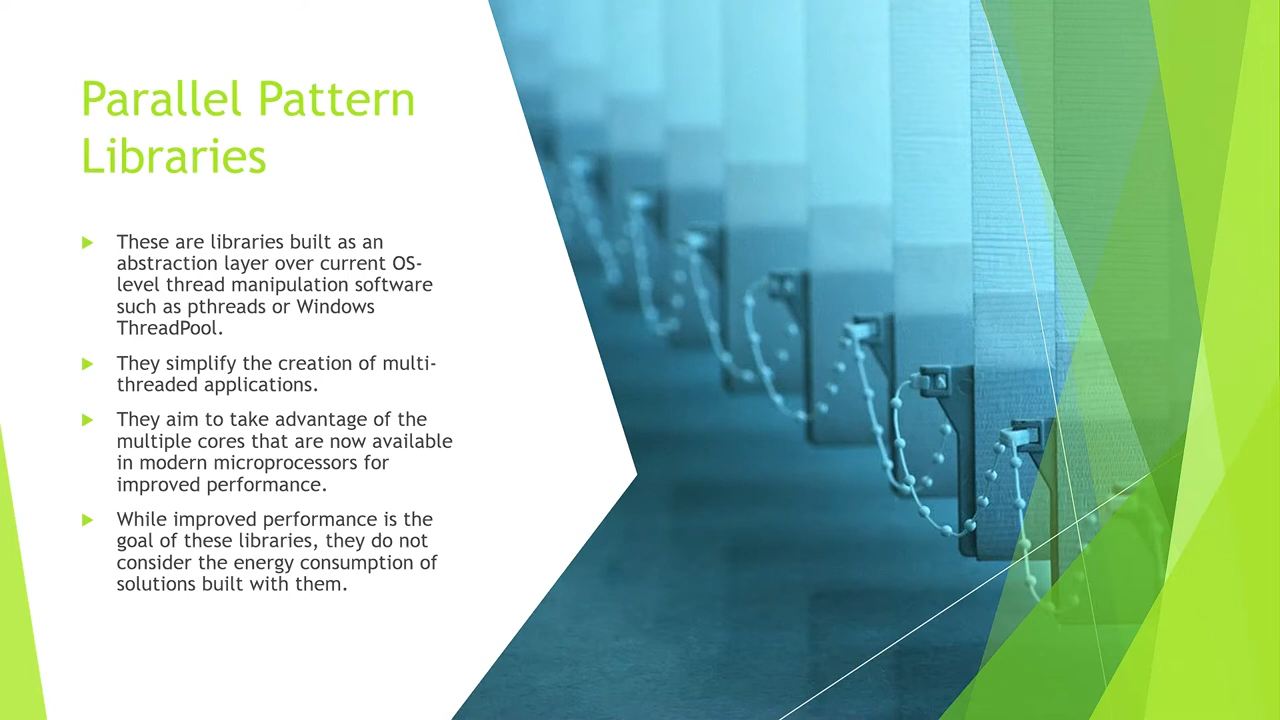 Parallel Pattern
Libraries
These are libraries built as an
abstraction layer over current OS-
level thread manipulation software
such as pthreads or Windows
ThreadPool.
They simplify the creation of multi-
threaded applications.
They aim to take advantage of the
multiple cores that are now available
in modern microprocessors for
improved performance.
While improved performance is the
goal of these libraries, they do not
consider the energy consumption of
solutions built with them.